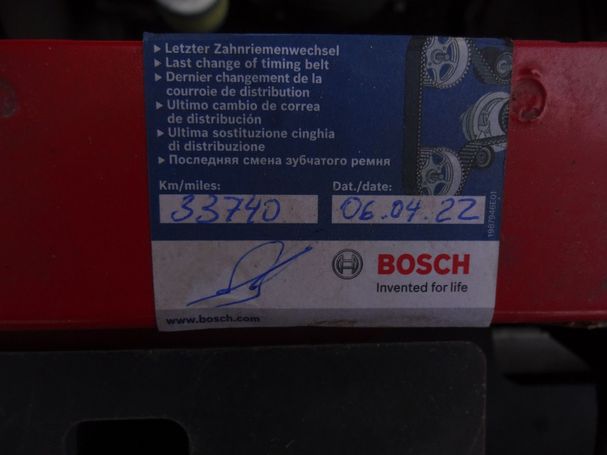 ▸ Letzter Zahnriemenwechsel
▸ Last change of timing belt
▸ Dernier changement de la
courroie de distribution
▸ Ultimo cambio de correa
de distribución
▸ Ultima sostituzione cinghia
di distribuzione
▸ Последняя смена зубчатого ремня
Km/miles: Dat./date:
33740 06.04.22
1987946E01
BOSCH
Invented for life
www.bosch.com